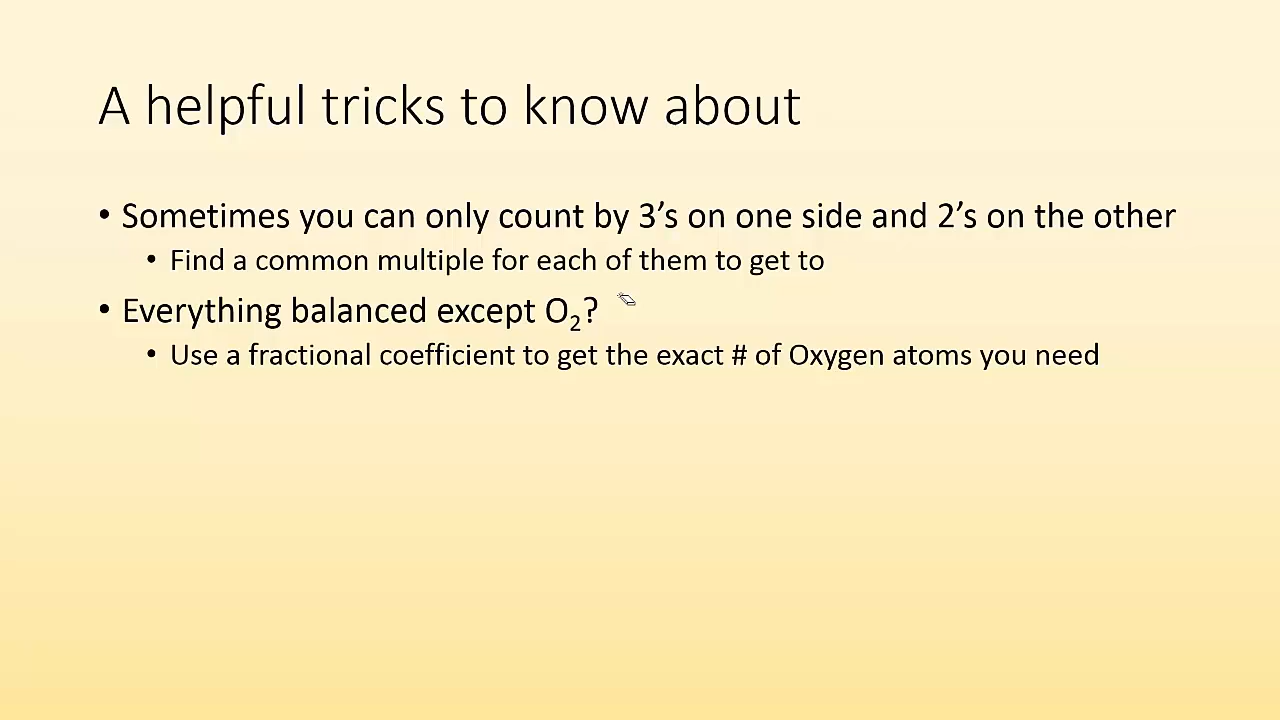 A helpful tricks to know about
• Sometimes you can only count by 3’s on one side and 2’s on the other
• Find a common multiple for each of them to get to
• Everything balanced except O₂?
• Use a fractional coefficient to get the exact # of Oxygen atoms you need